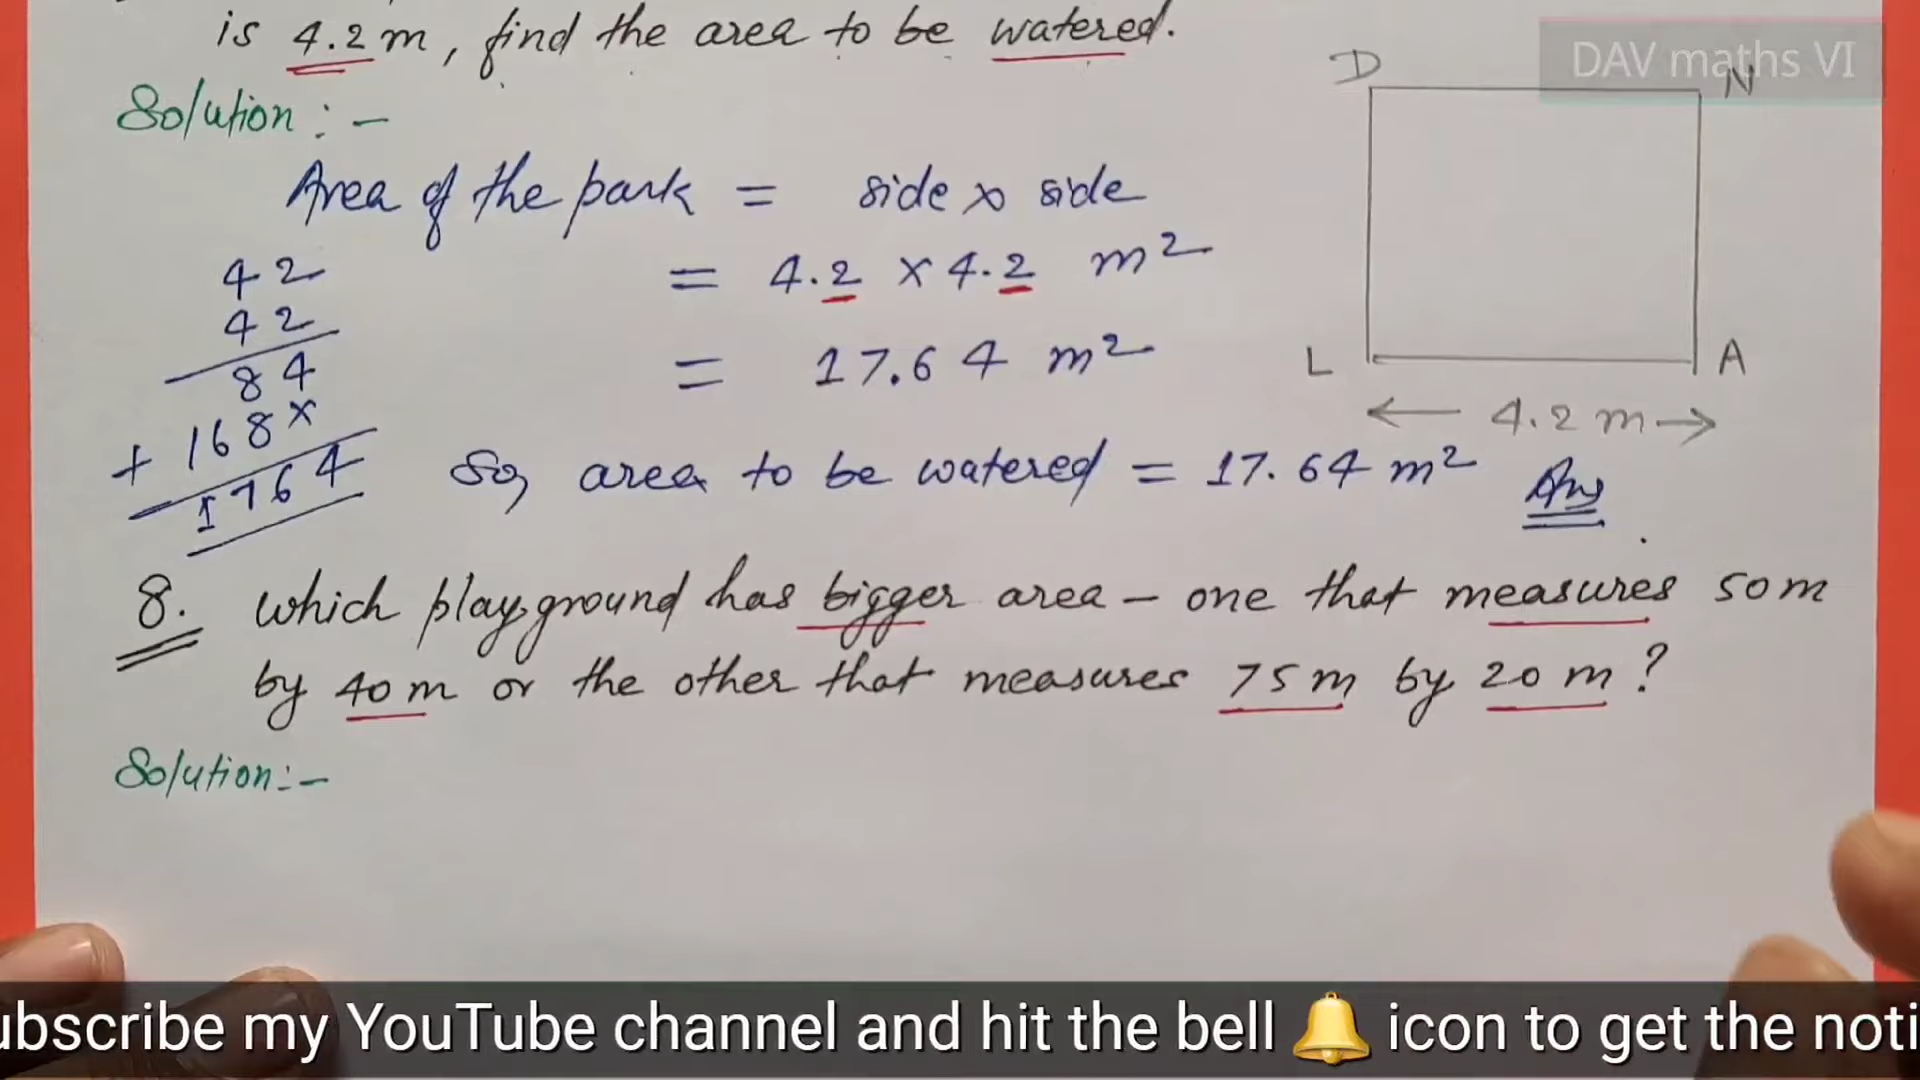 is 4.2 m, find the area to be watered.
DAV maths VI
D N
Solution :-
Area of the park = side x side
42
= 4.2 x 4.2 m²
42
84
= 17.64 m²
L A
168x
4.2 m
+
1764
So, area to be watered = 17.64 m² Ans
8. Which playground has bigger area - one that measures 50 m
by 40 m or the other that measures 75 m by 20 m?
Solution:-
ubscribe my YouTube channel and hit the bell 🔔 icon to get the noti